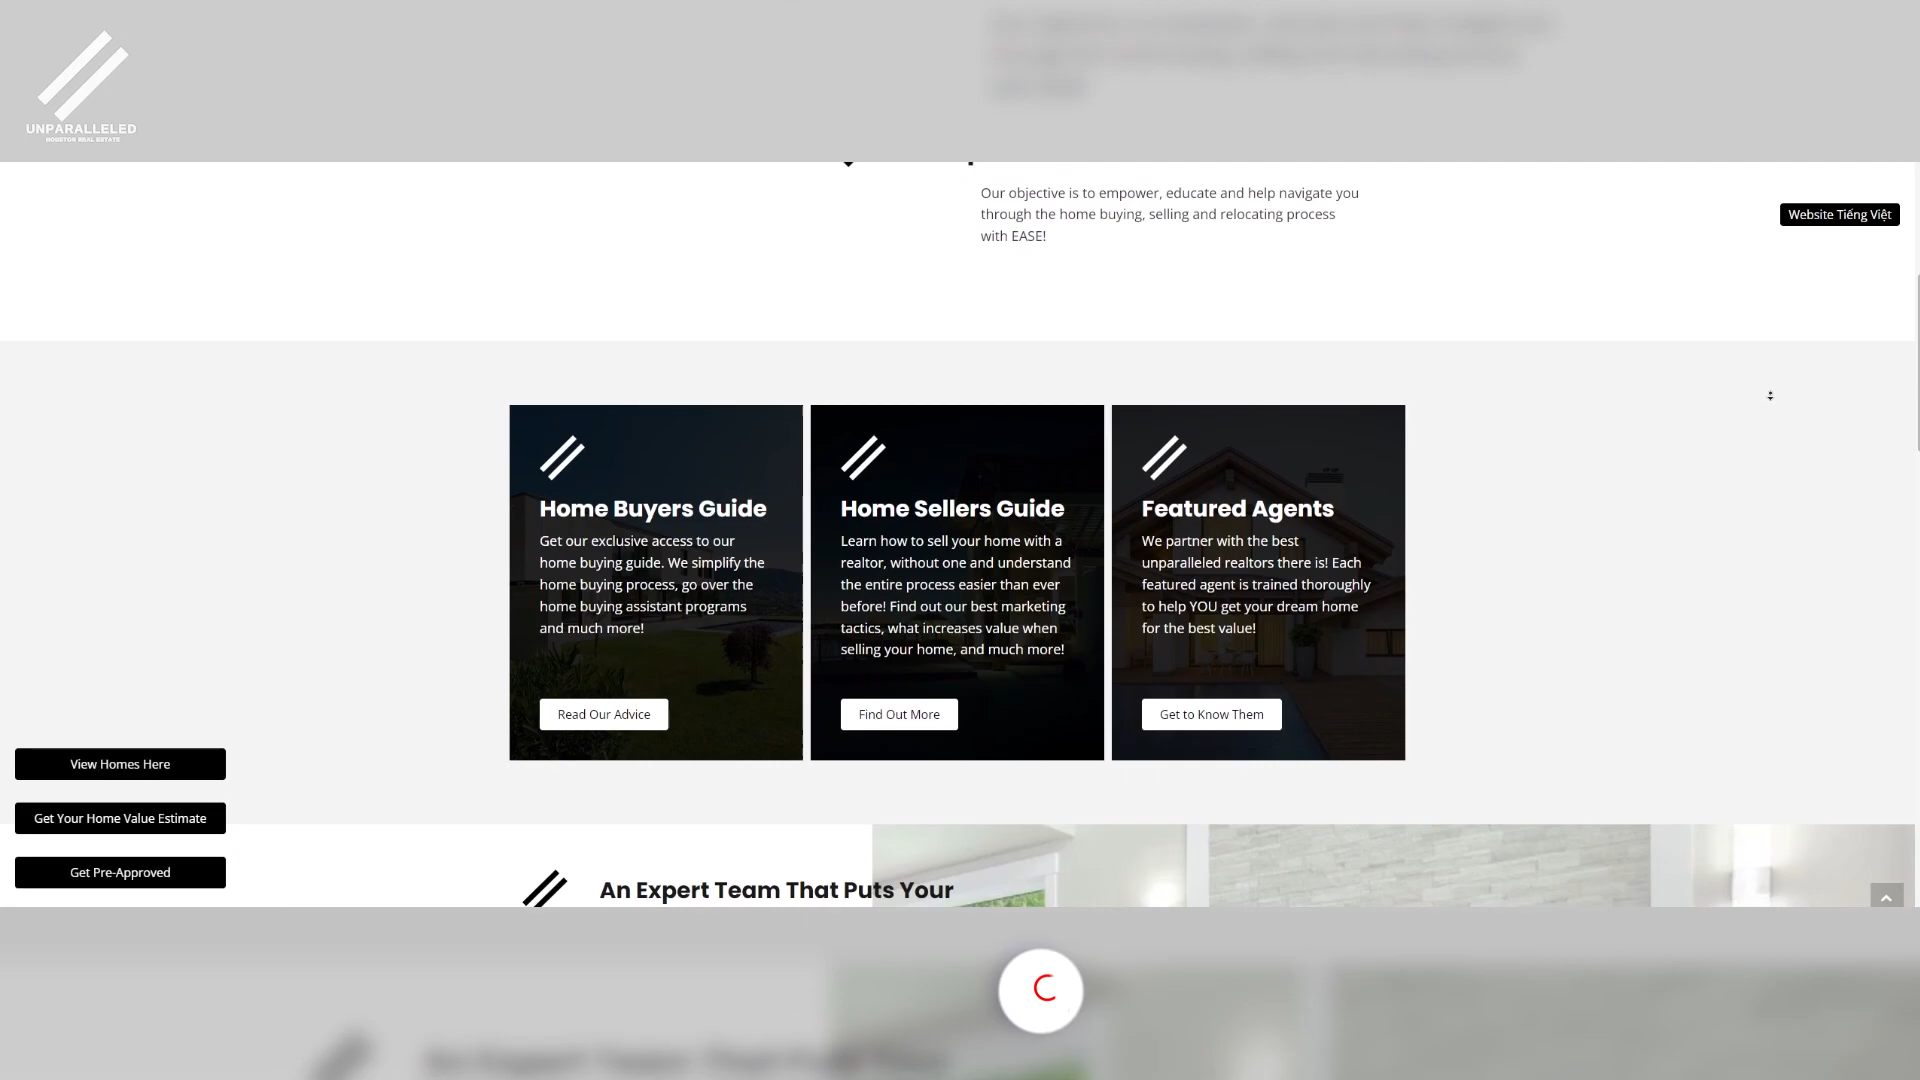 UNPARALLELED
HOUSTON REAL ESTATE
Our objective is to empower, educate and help navigate you
through the home buying, selling and relocating process
with EASE!
Website Tiếng Việt
Home Buyers Guide
Get our exclusive access to our
home buying guide. We simplify the
home buying process, go over the
home buying assistant programs
and much more!
Read Our Advice
Home Sellers Guide
Learn how to sell your home with a
realtor, without one and understand
the entire process easier than ever
before! Find out our best marketing
tactics, what increases value when
selling your home, and much more!
Find Out More
Featured Agents
We partner with the best
unparalleled realtors there is! Each
featured agent is trained thoroughly
to help YOU get your dream home
for the best value!
Get to Know Them
View Homes Here
Get Your Home Value Estimate
Get Pre-Approved
An Expert Team That Puts Your